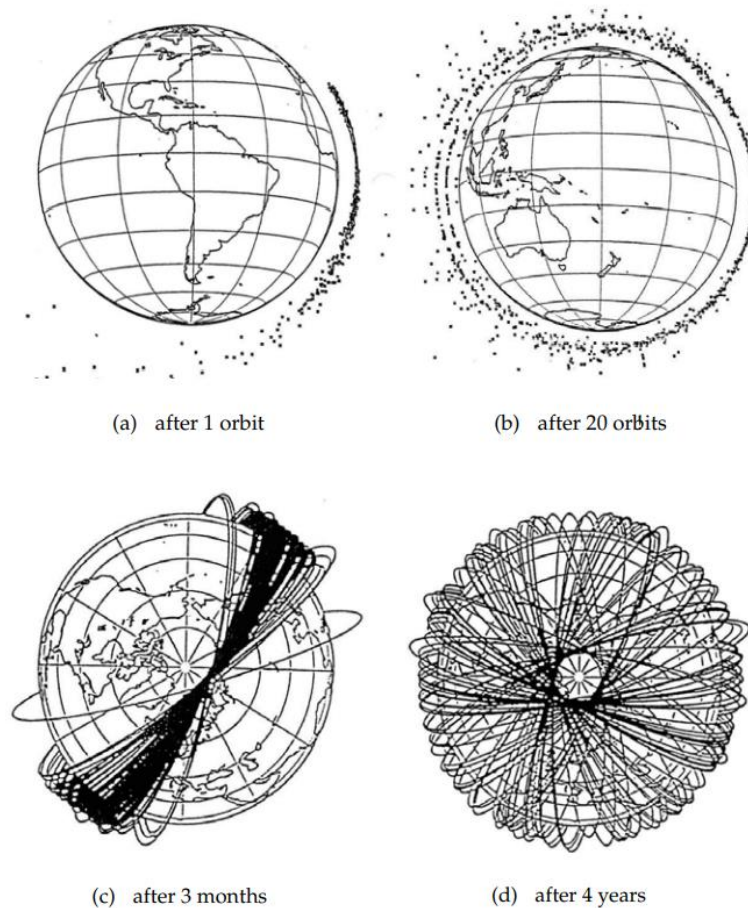 (a) after 1 orbit
(b) after 20 orbits
(c) after 3 months
(d) after 4 years